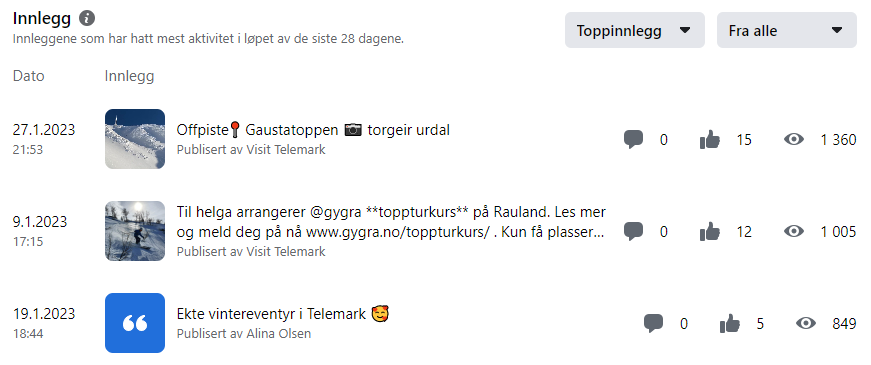 Innlegg
Innleggene som har hatt mest aktivitet i løpet av de siste 28 dagene.
Toppinnlegg
Fra alle
Dato Innlegg
27.1.2023
21:53
Offpiste📍Gaustatoppen 📷 torgeir urdal
Publisert av Visit Telemark
0 15 1 360
9.1.2023
17:15
Til helga arrangerer @gygra **toppturkurs** på Rauland. Les mer
og meld deg på nå www.gygra.no/toppturkurs/ . Kun få plasser...
Publisert av Visit Telemark
0 12 1 005
19.1.2023
18:44
Ekte vintereventyr i Telemark 🥰
Publisert av Alina Olsen
0 5 849